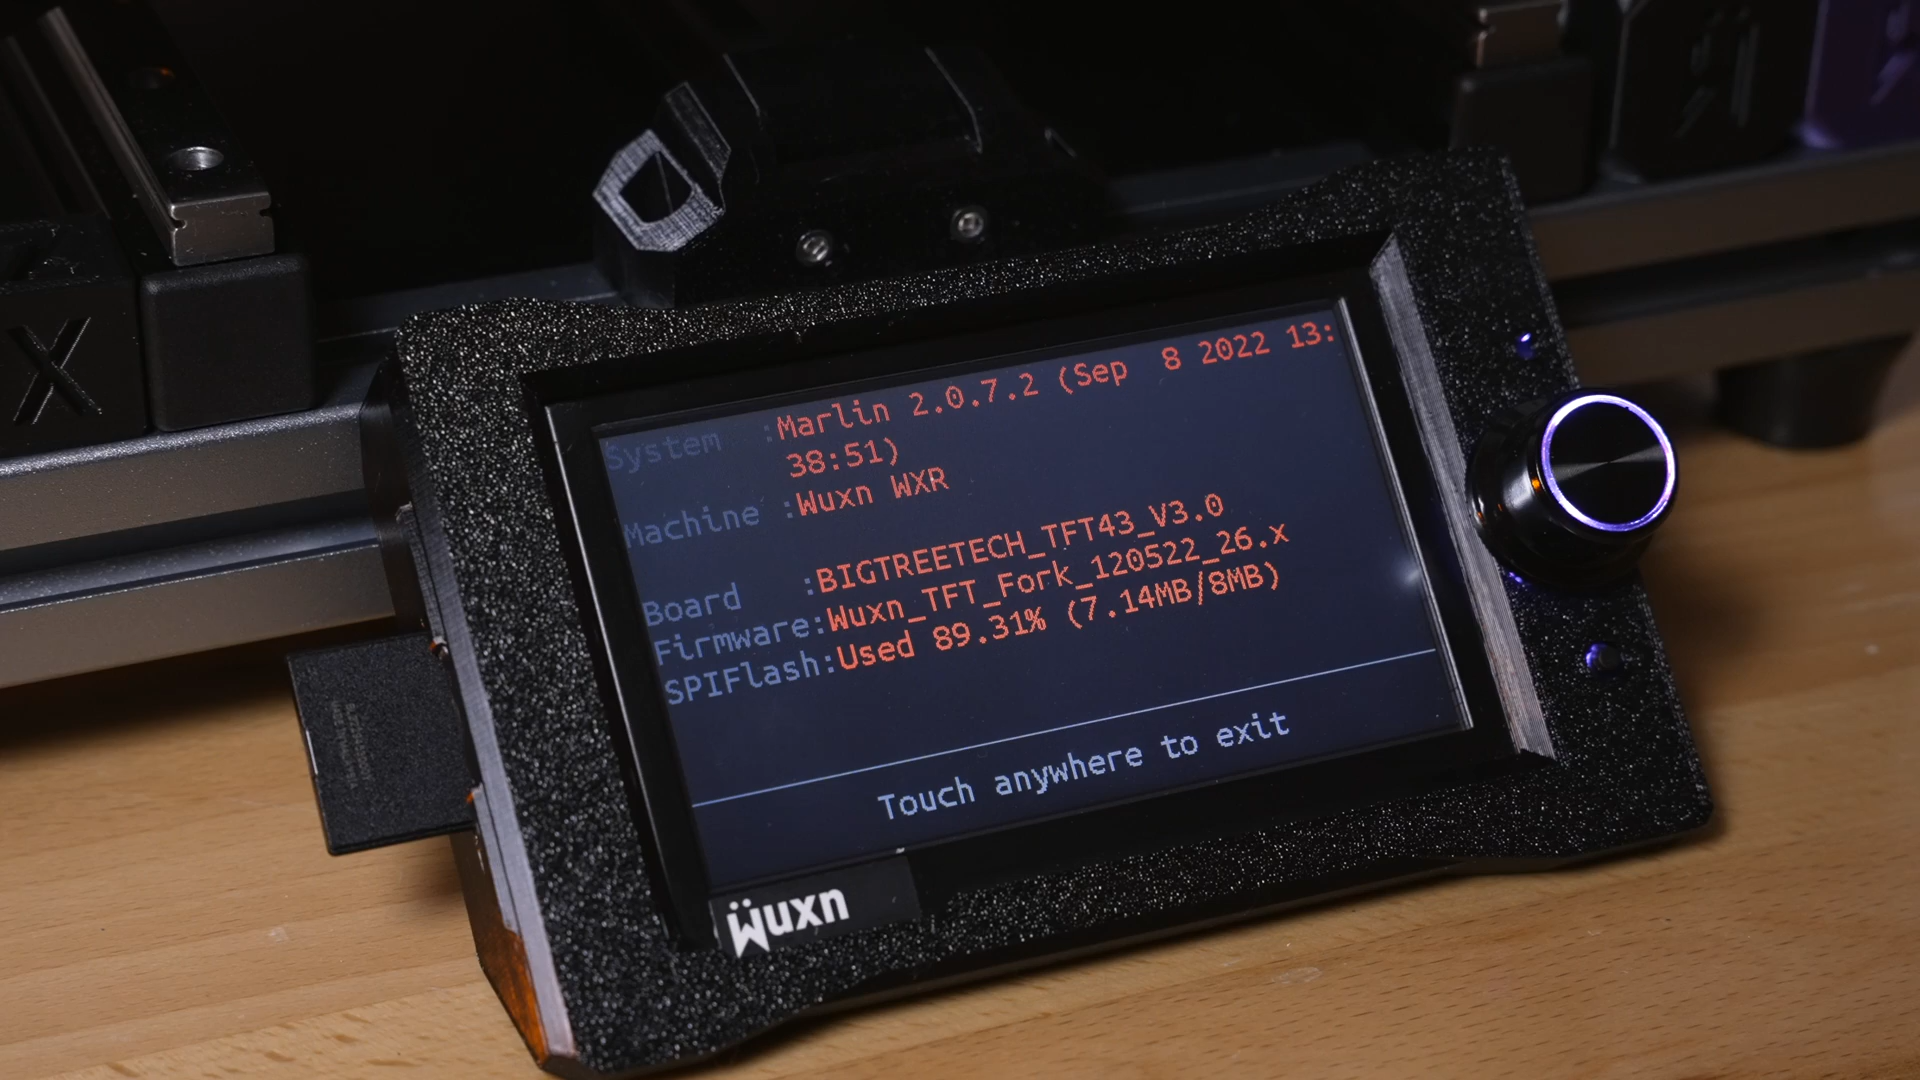 System  :Marlin 2.0.7.2 (Sep  8 2022 13:
38:51)
Machine :Wuxn WXR
Board   :BIGTREETECH_TFT43_V3.0
Firmware:Wuxn_TFT_Fork_120522_26.x
SPIFlash:Used 89.31% (7.14MB/8MB)
Touch anywhere to exit
Ẅuxn
X